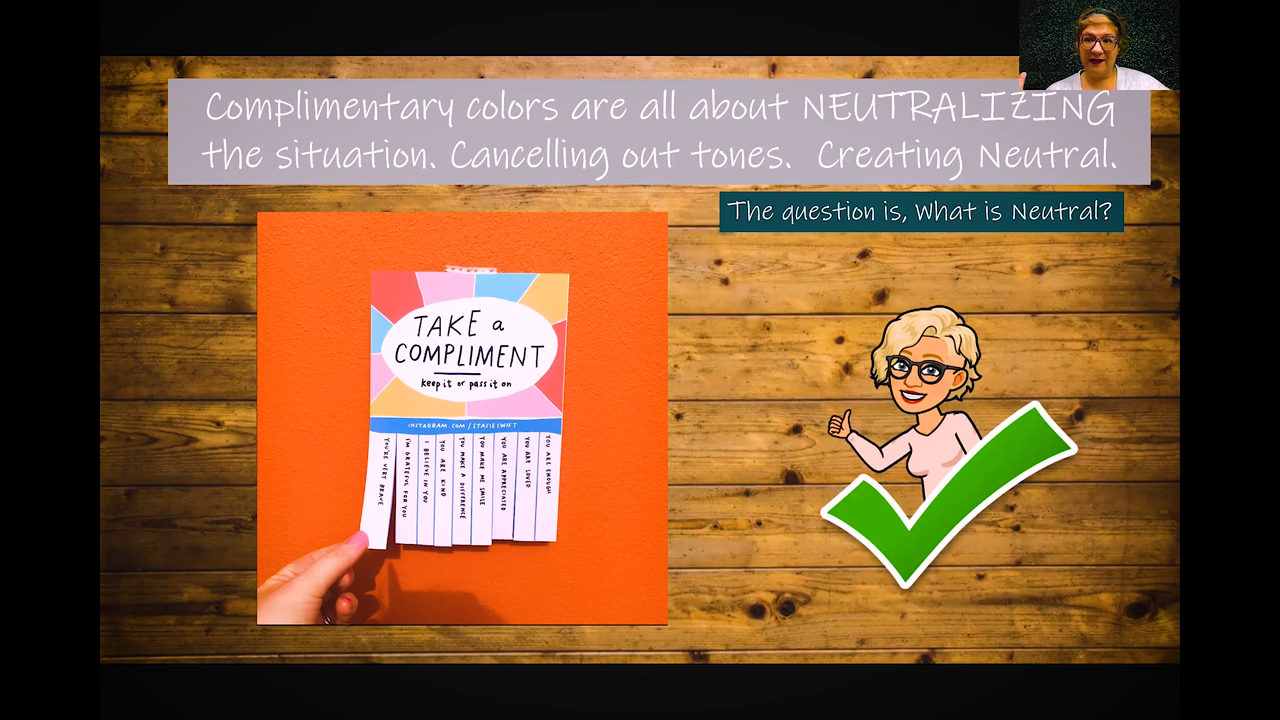 Complimentary colors are all about NEUTRALIZING
the situation. Cancelling out tones. Creating Neutral.
The question is, What is Neutral?
TAKE a
COMPLIMENT
keep it or pass it on
INSTAGRAM.COM/STACIESWIFT
YOU'RE VERY BRAVE
I'M GRATEFUL FOR YOU
I BELIEVE IN YOU
YOU ARE KIND
YOU MAKE A DIFFERENCE
YOU MAKE ME SMILE
YOU ARE APPRECIATED
YOU ARE LOVED
YOU ARE ENOUGH